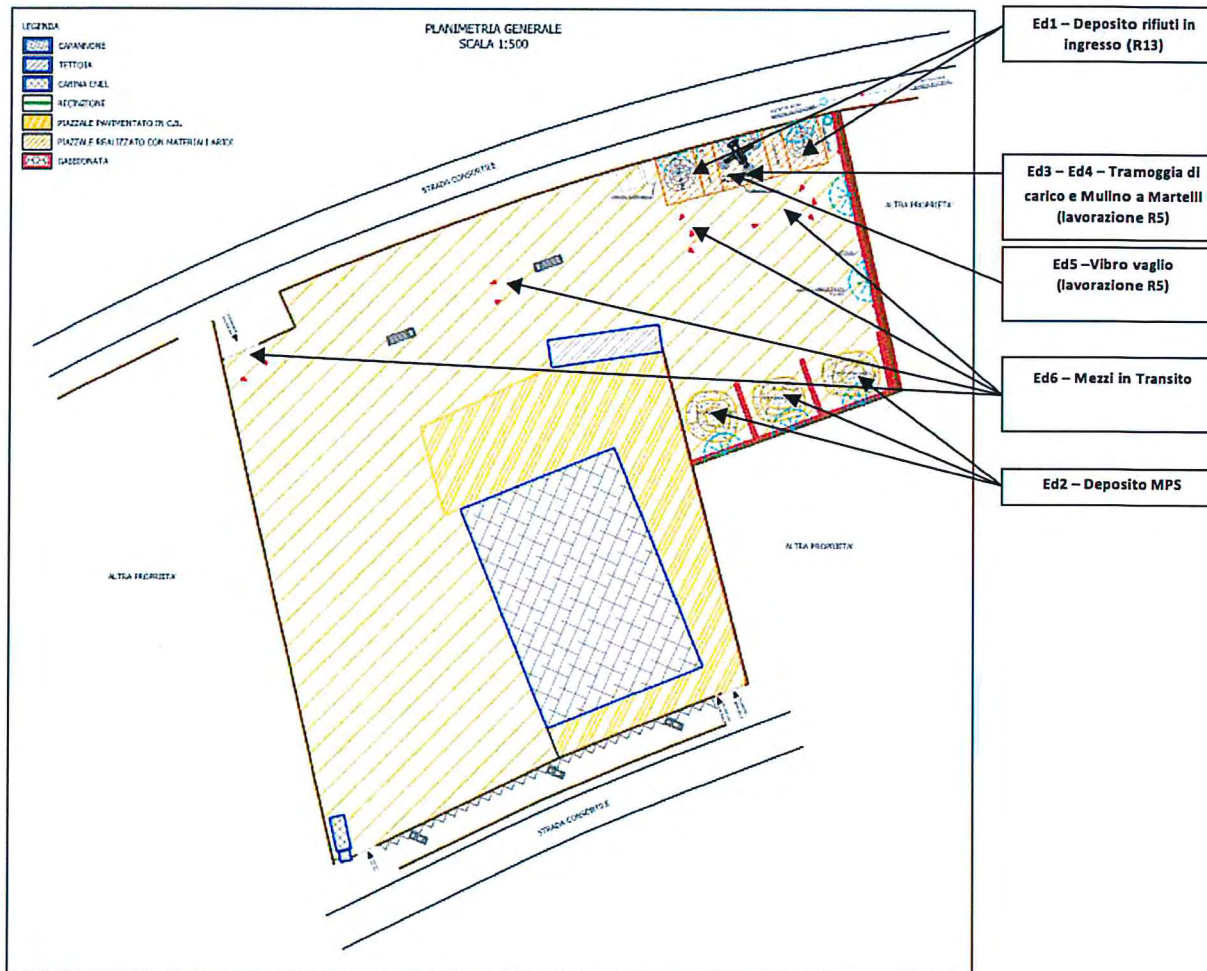 LEGENDA
CAPANNONE
TETTOIA
CABINA ENEL
RECINZIONE
PIAZZALE PAVIMENTATO IN C.B.
PIAZZALE REALIZZATO CON MATERIALI ARIDI
GABBIONATA
PLANIMETRIA GENERALE
SCALA 1:500
STRADA CONSORTILE
ALTRA PROPRIETA'
ALTRA PROPRIETA'
ALTRA PROPRIETA'
STRADA CONSORTILE
Ed1 – Deposito rifiuti in
ingresso (R13)
Ed3 – Ed4 – Tramoggia di
carico e Mulino a Martelli
(lavorazione R5)
Ed5 –Vibro vaglio
(lavorazione R5)
Ed6 – Mezzi in Transito
Ed2 – Deposito MPS